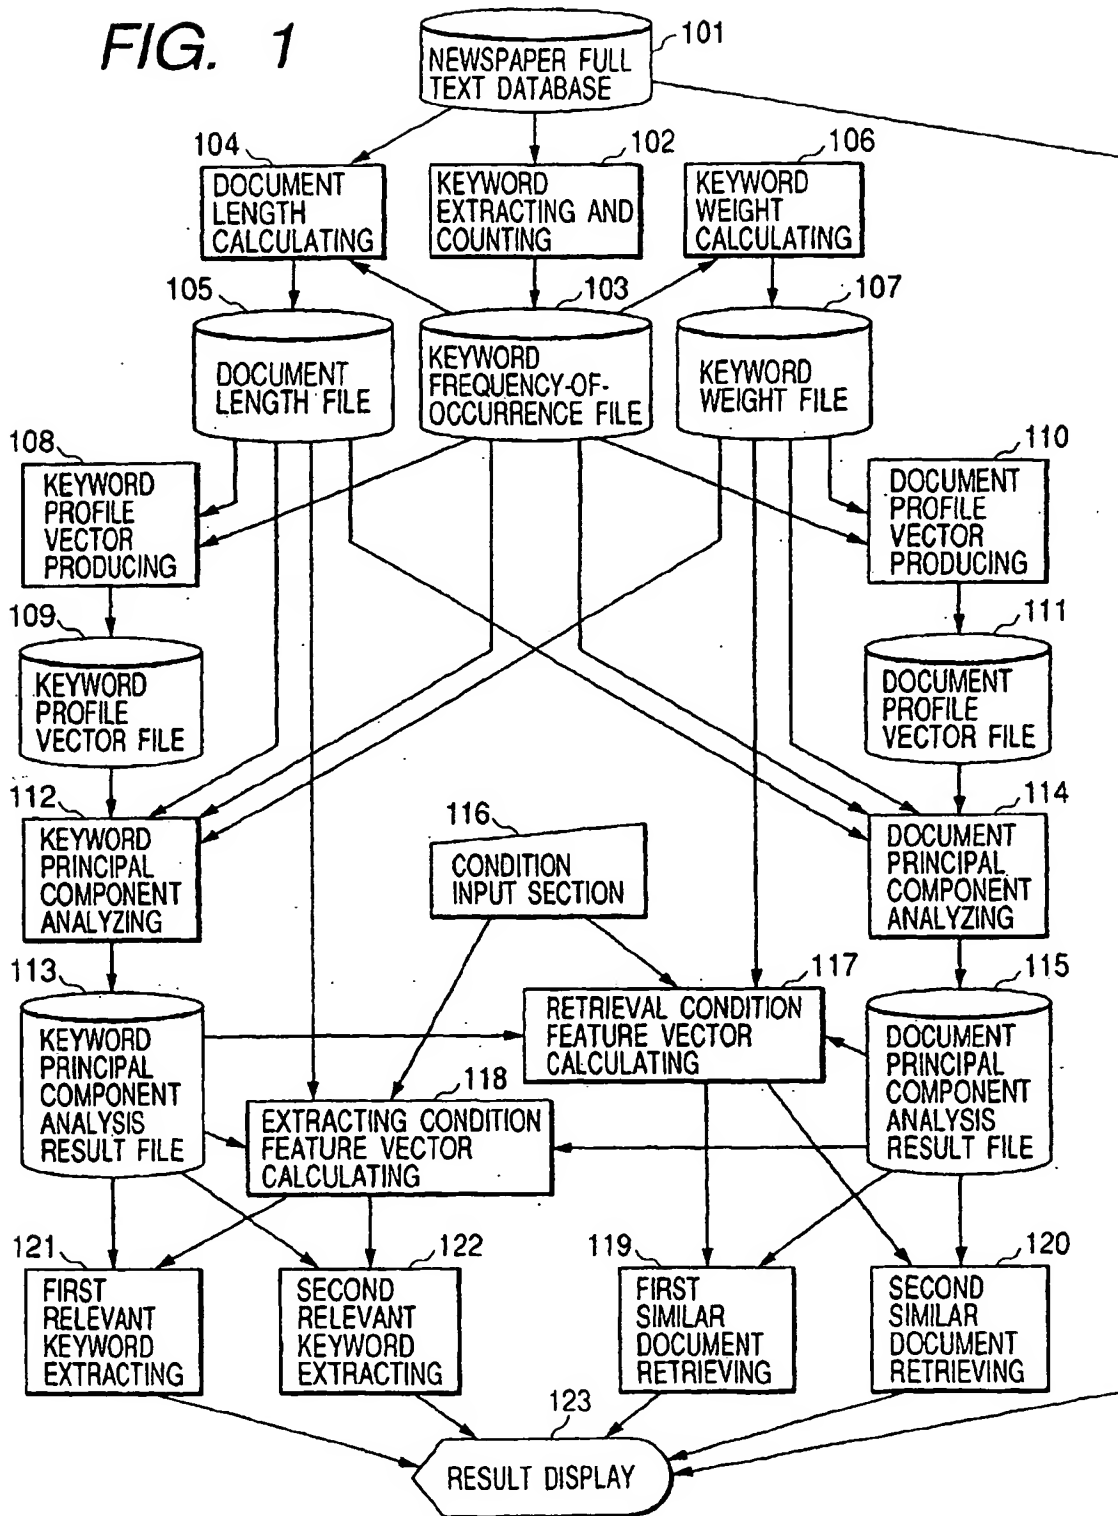 FIG. 1
101
NEWSPAPER FULL
TEXT DATABASE
104
DOCUMENT
LENGTH
CALCULATING
102
KEYWORD
EXTRACTING AND
COUNTING
106
KEYWORD
WEIGHT
CALCULATING
105
DOCUMENT
LENGTH FILE
103
KEYWORD
FREQUENCY-OF-
OCCURRENCE FILE
107
KEYWORD
WEIGHT FILE
108
KEYWORD
PROFILE
VECTOR
PRODUCING
110
DOCUMENT
PROFILE
VECTOR
PRODUCING
109
KEYWORD
PROFILE
VECTOR FILE
111
DOCUMENT
PROFILE
VECTOR FILE
112
KEYWORD
PRINCIPAL
COMPONENT
ANALYZING
116
CONDITION
INPUT SECTION
114
DOCUMENT
PRINCIPAL
COMPONENT
ANALYZING
113
KEYWORD
PRINCIPAL
COMPONENT
ANALYSIS
RESULT FILE
117
RETRIEVAL CONDITION
FEATURE VECTOR
CALCULATING
115
DOCUMENT
PRINCIPAL
COMPONENT
ANALYSIS
RESULT FILE
118
EXTRACTING CONDITION
FEATURE VECTOR
CALCULATING
121
FIRST
RELEVANT
KEYWORD
EXTRACTING
122
SECOND
RELEVANT
KEYWORD
EXTRACTING
119
FIRST
SIMILAR
DOCUMENT
RETRIEVING
120
SECOND
SIMILAR
DOCUMENT
RETRIEVING
123
RESULT DISPLAY